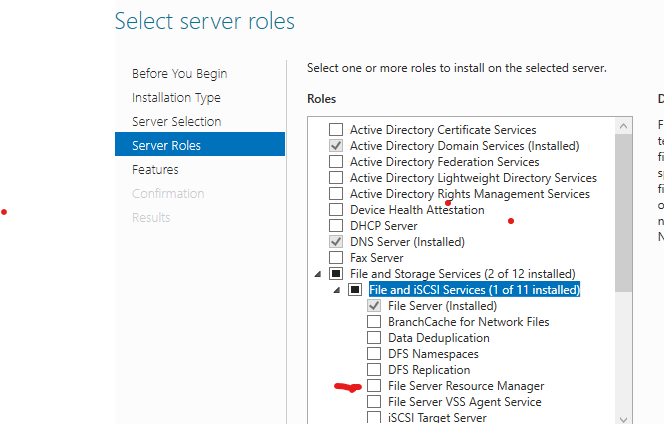 Select server roles
Before You Begin
Installation Type
Server Selection
Server Roles
Features
Confirmation
Results
Select one or more roles to install on the selected server.
Roles
Active Directory Certificate Services
Active Directory Domain Services (Installed)
Active Directory Federation Services
Active Directory Lightweight Directory Services
Active Directory Rights Management Services
Device Health Attestation
DHCP Server
DNS Server (Installed)
Fax Server
File and Storage Services (2 of 12 installed)
File and iSCSI Services (1 of 11 installed)
File Server (Installed)
BranchCache for Network Files
Data Deduplication
DFS Namespaces
DFS Replication
File Server Resource Manager
File Server VSS Agent Service
iSCSI Target Server